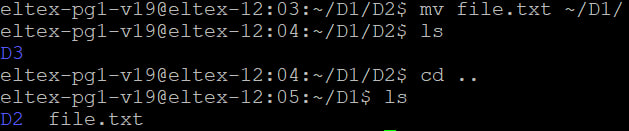 eltex-pg1-v19@eltex-12:03:~/D1/D2$ mv file.txt ~/D1/
eltex-pg1-v19@eltex-12:04:~/D1/D2$ ls
D3
eltex-pg1-v19@eltex-12:04:~/D1/D2$ cd ..
eltex-pg1-v19@eltex-12:05:~/D1$ ls
D2  file.txt